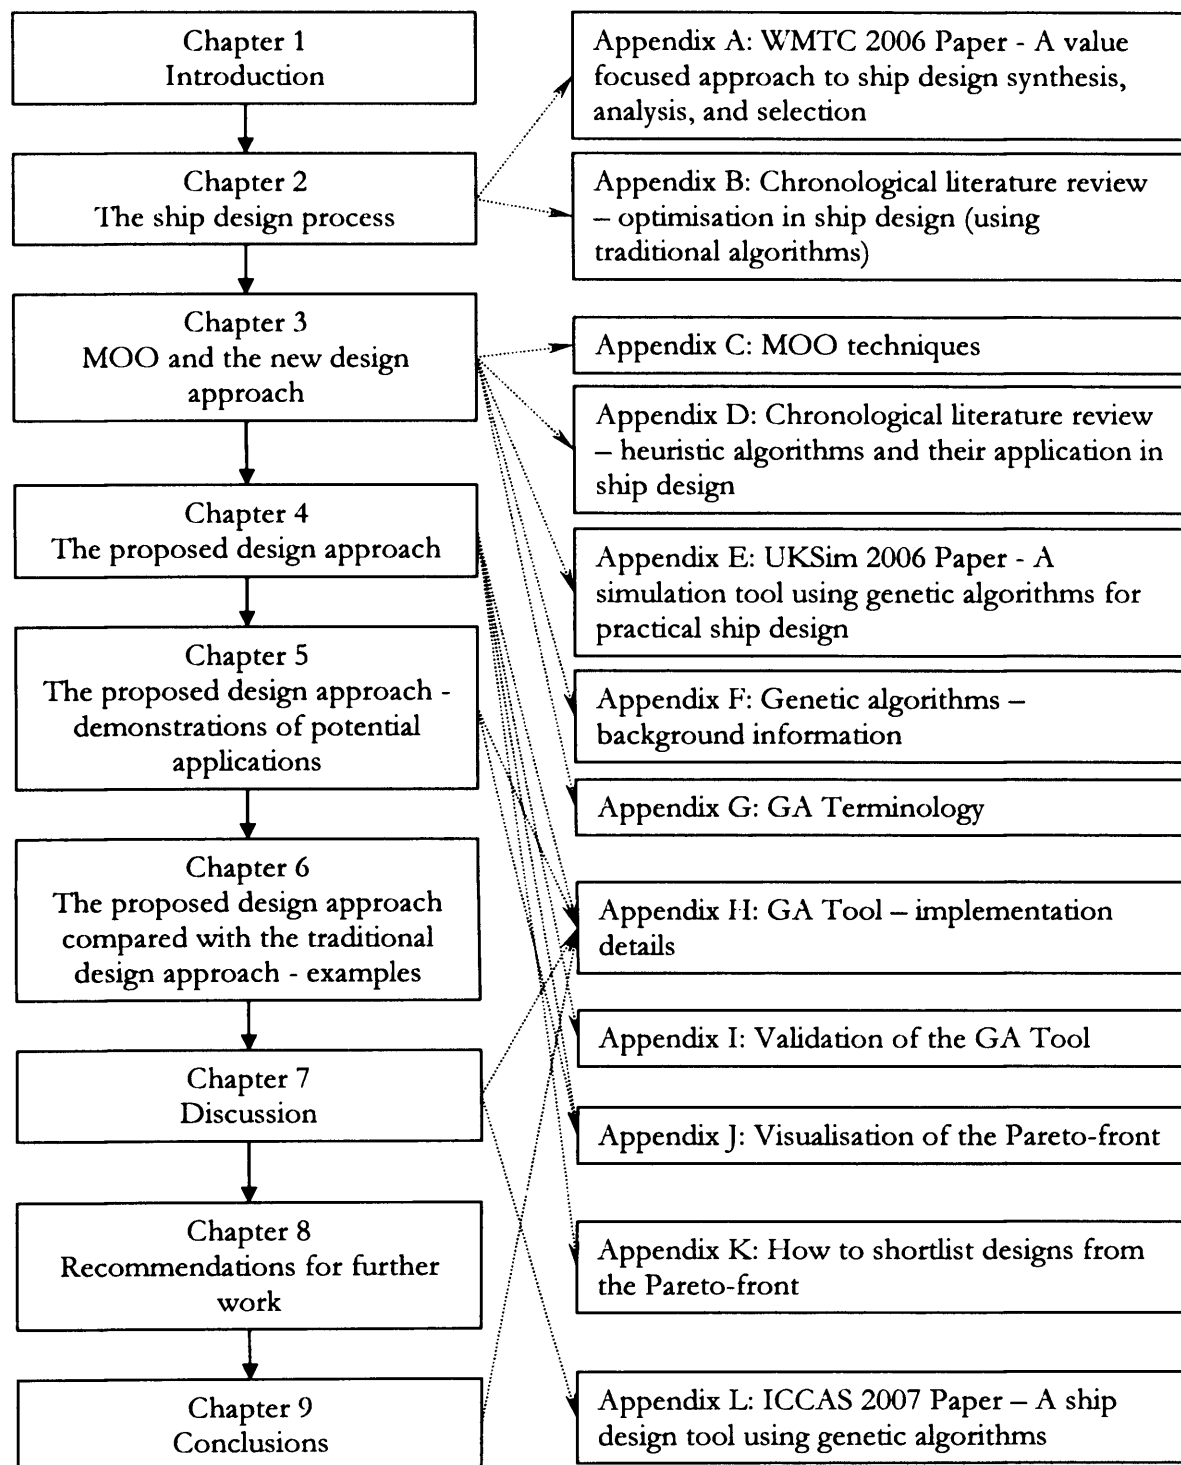 Chapter 1
Introduction
Chapter 2
The ship design process
Chapter 3
MOO and the new design
approach
Chapter 4
The proposed design approach
Chapter 5
The proposed design approach -
demonstrations of potential
applications
Chapter 6
The proposed design approach
compared with the traditional
design approach - examples
Chapter 7
Discussion
Chapter 8
Recommendations for further
work
Chapter 9
Conclusions
Appendix A: WMTC 2006 Paper - A value
focused approach to ship design synthesis,
analysis, and selection
Appendix B: Chronological literature review
– optimisation in ship design (using
traditional algorithms)
Appendix C: MOO techniques
Appendix D: Chronological literature review
– heuristic algorithms and their application in
ship design
Appendix E: UKSim 2006 Paper - A
simulation tool using genetic algorithms for
practical ship design
Appendix F: Genetic algorithms –
background information
Appendix G: GA Terminology
Appendix H: GA Tool – implementation
details
Appendix I: Validation of the GA Tool
Appendix J: Visualisation of the Pareto-front
Appendix K: How to shortlist designs from
the Pareto-front
Appendix L: ICCAS 2007 Paper – A ship
design tool using genetic algorithms